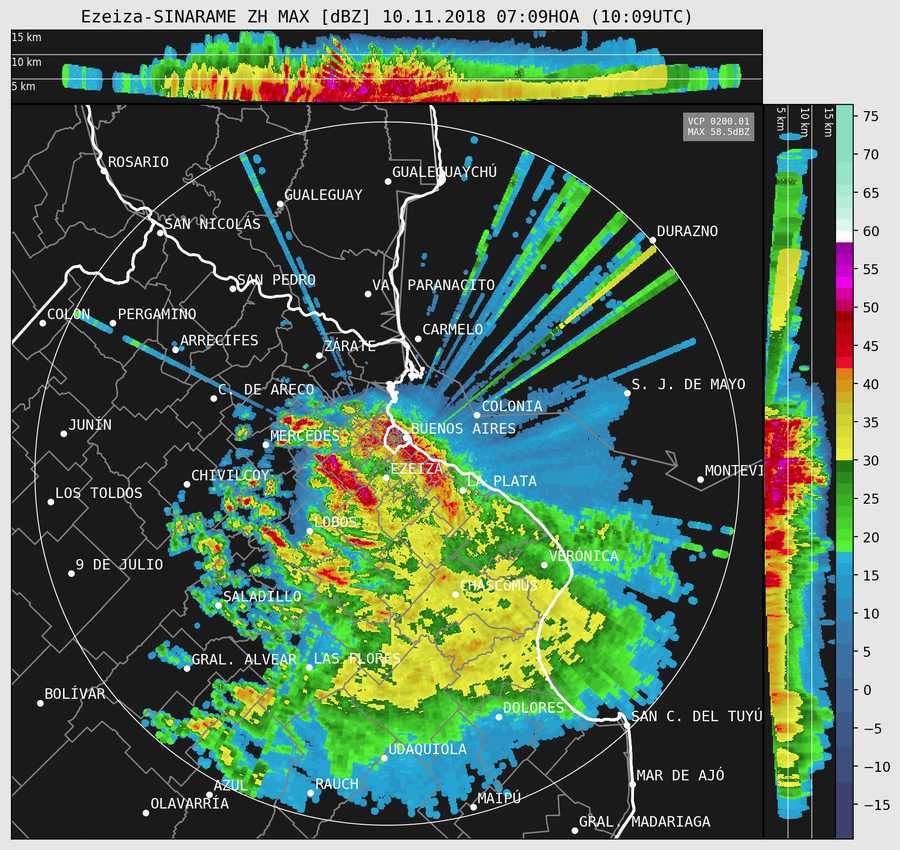 Ezeiza-SINARAME ZH MAX [dBZ] 10.11.2018 07:09HOA (10:09UTC)
15 km
10 km
5 km
5 km
10 km
15 km
VCP 0200.01
MAX 58.5dBZ
ROSARIO
GUALEGUAYCHÚ
GUALEGUAY
SAN NICOLÁS
DURAZNO
SAN PEDRO
PARANACITO
COLÓN
PERGAMINO
CARMELO
ARRECIFES
ZÁRATE
C. DE ARECO
S. J. DE MAYO
COLONIA
JUNÍN
MERCEDES
BUENOS AIRES
EZEIZA
MONTEVI
CHIVILCOY
LA PLATA
LOS TOLDOS
LOBOS
VERÓNICA
9 DE JULIO
CHASCOMÚS
SALADILLO
GRAL. ALVEAR
LAS FLORES
BOLÍVAR
DOLORES
SAN C. DEL TUYÚ
UDAQUIOLA
MAR DE AJÓ
AZUL
RAUCH
OLAVARRÍA
MAIPÚ
GRAL. MADARIAGA
75
70
65
60
55
50
45
40
35
30
25
20
15
10
5
0
−5
−10
−15